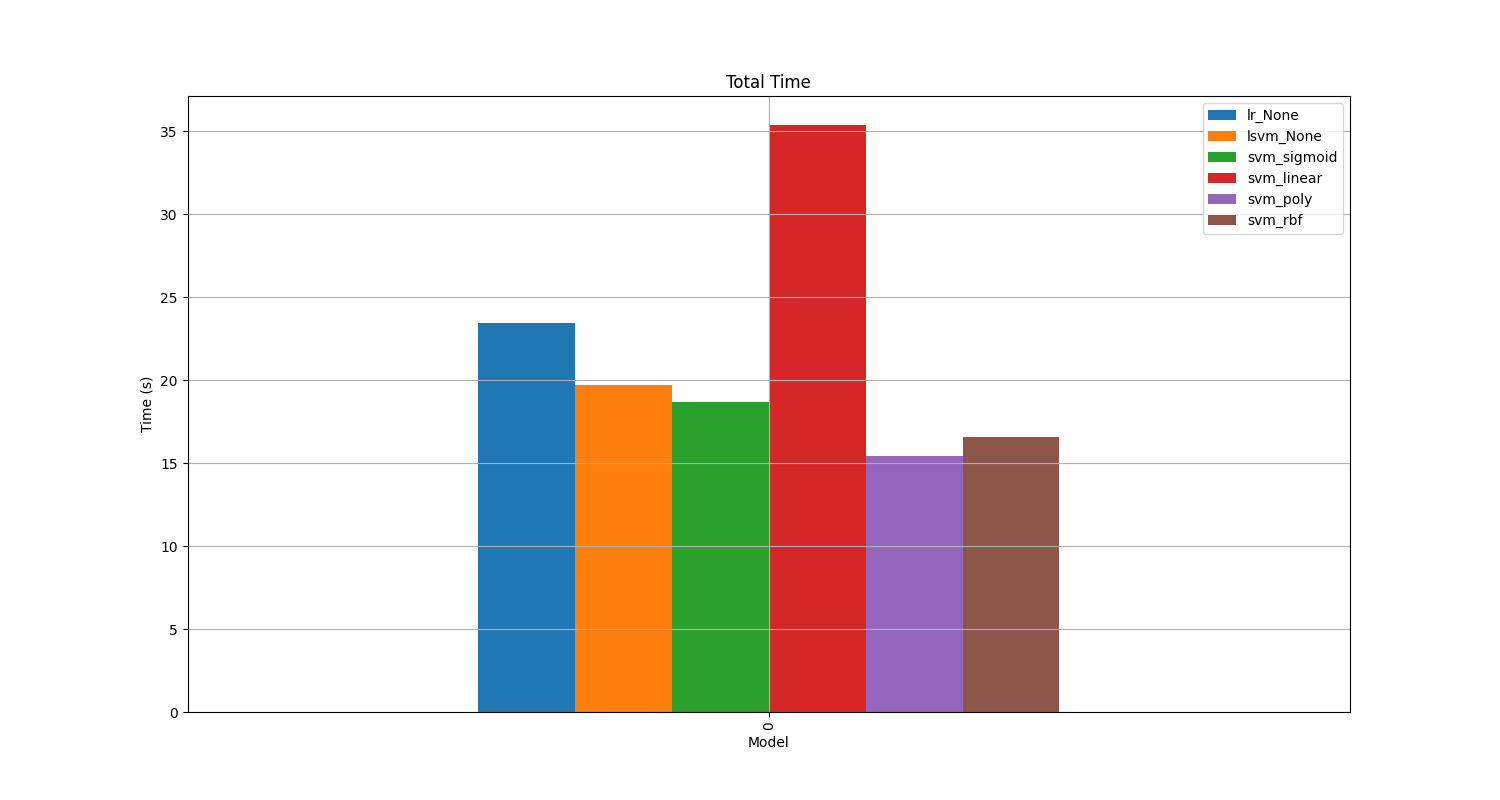 Total Time
Time (s)
35
30
25
20
15
10
5
0
0
Model
lr_None
lsvm_None
svm_sigmoid
svm_linear
svm_poly
svm_rbf